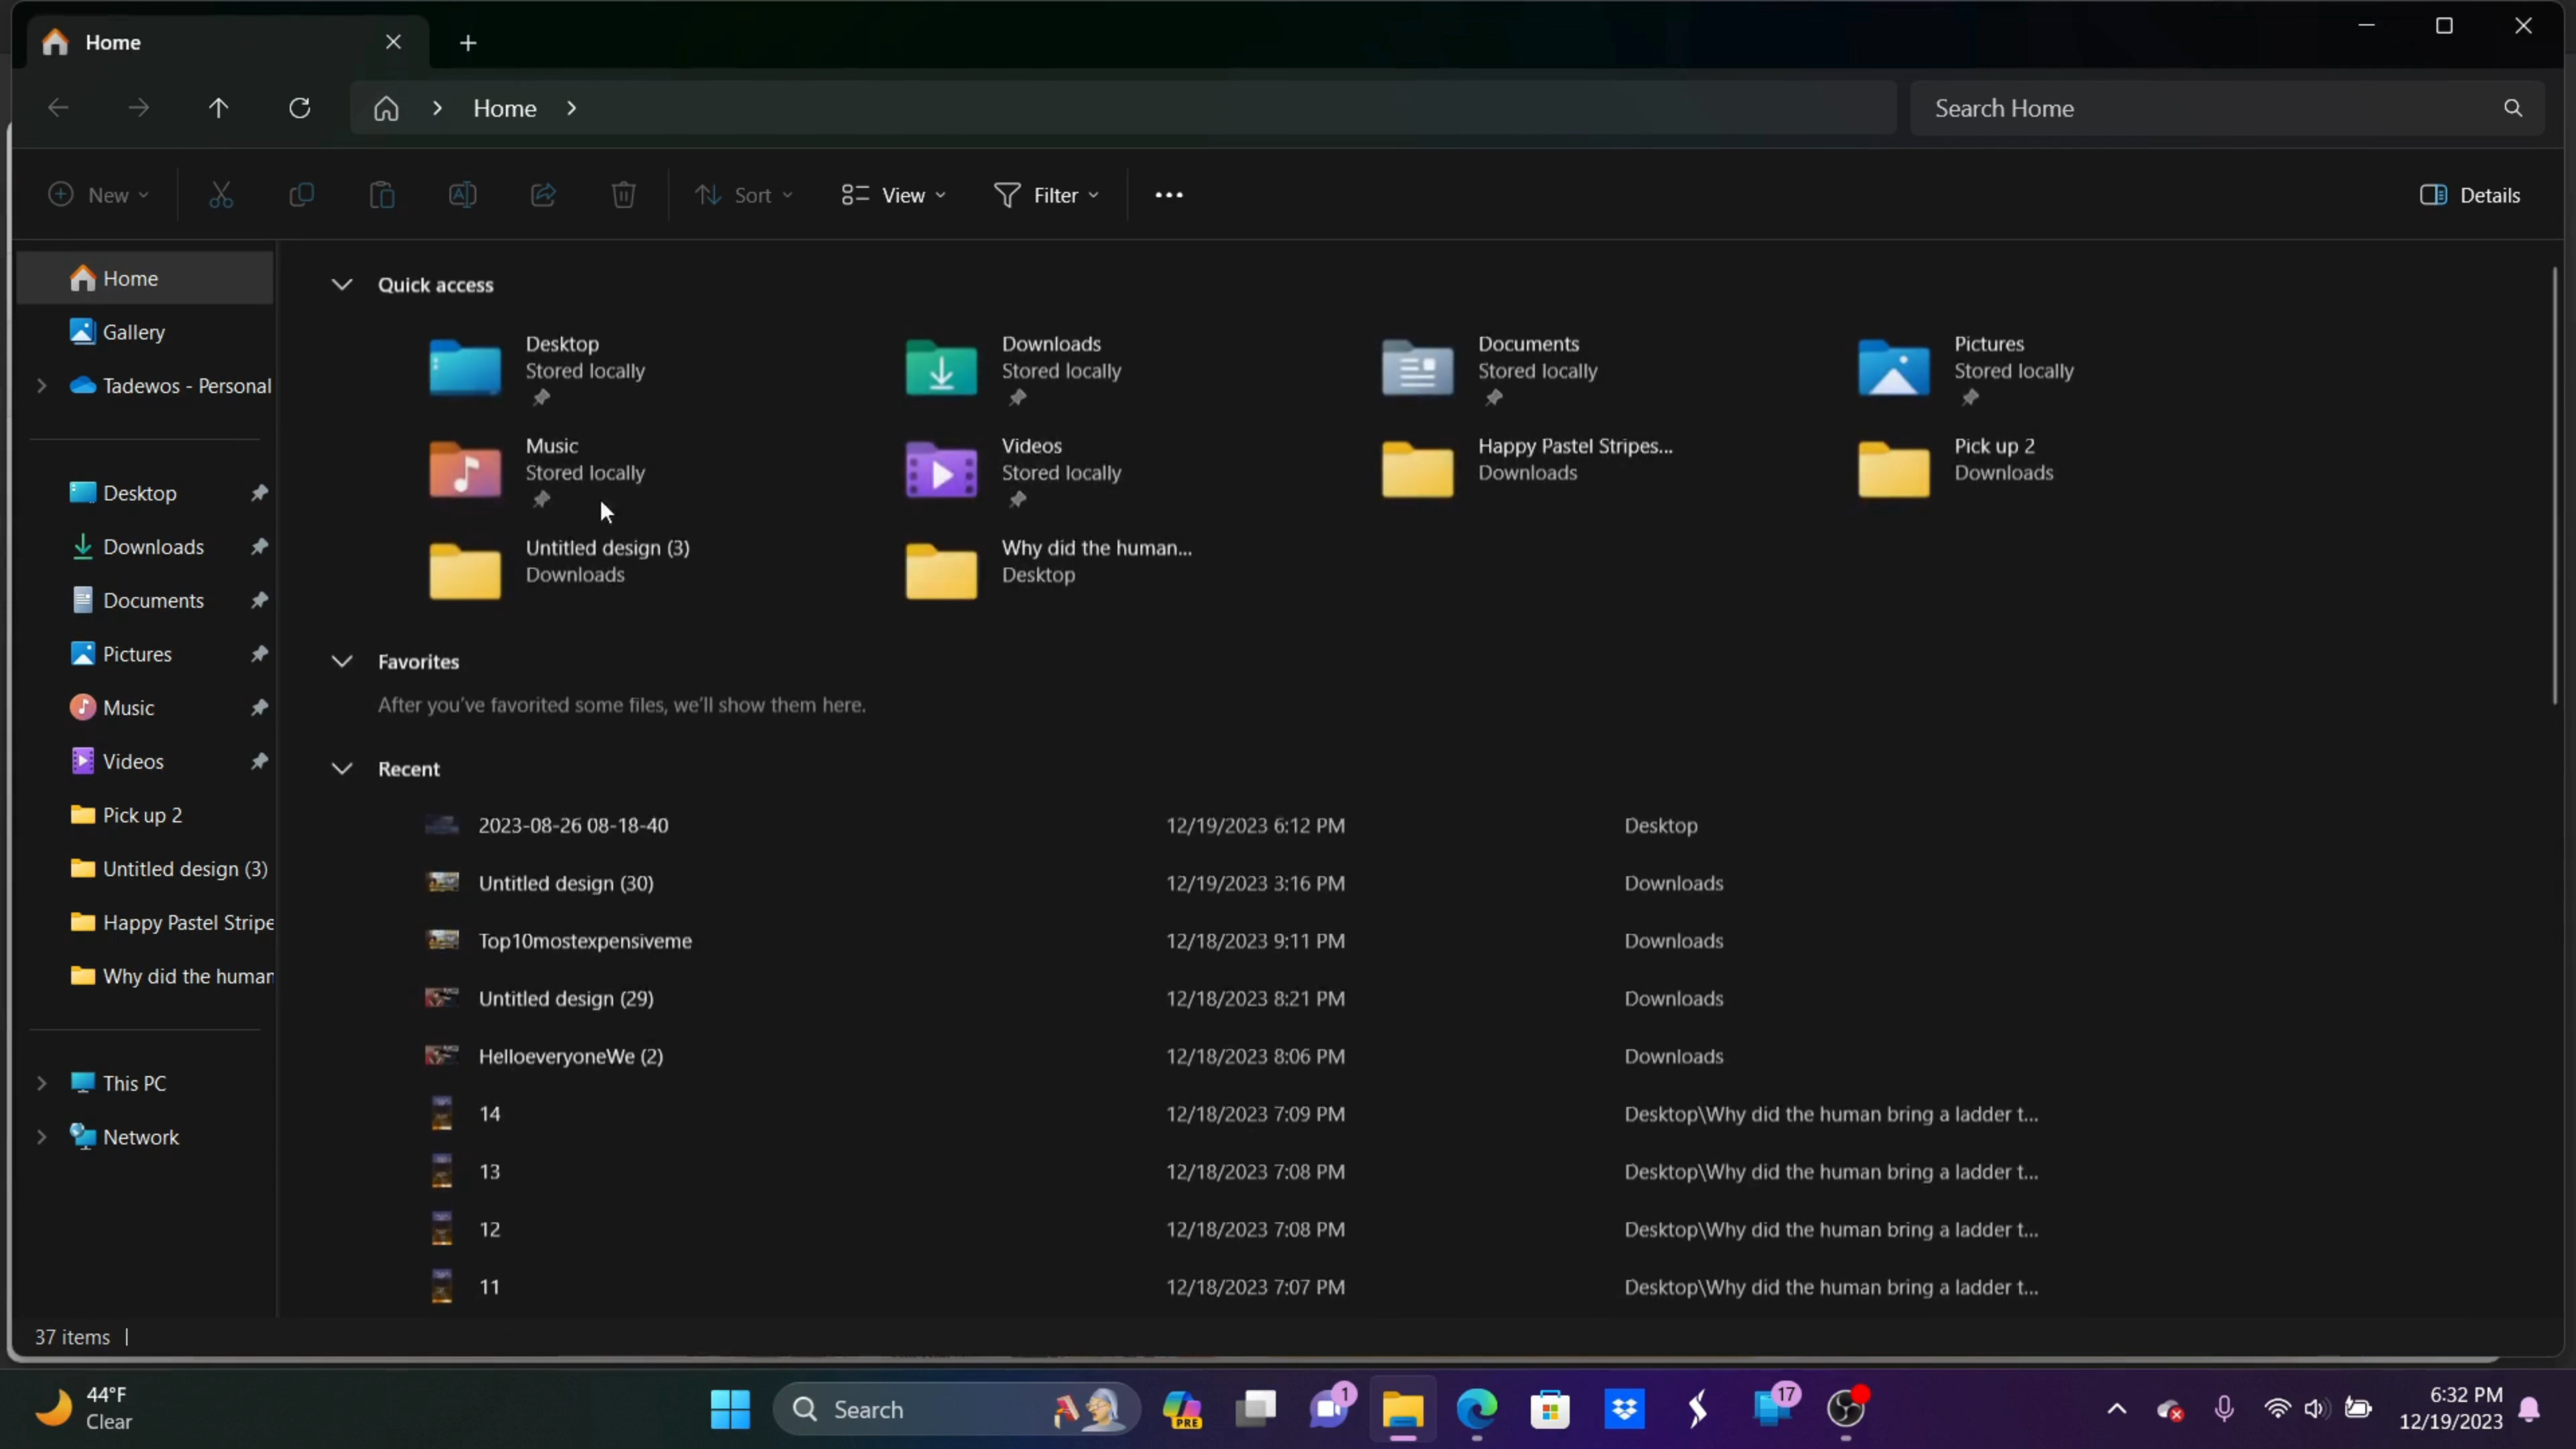 Home
Home
Search Home
New
Sort
View
Filter
Details
Home
Gallery
Tadewos - Personal
Desktop
Downloads
Documents
Pictures
Music
Videos
Pick up 2
Untitled design (3)
Happy Pastel Stripe
Why did the human
This PC
Network
Quick access
Desktop
Stored locally
Downloads
Stored locally
Documents
Stored locally
Pictures
Stored locally
Music
Stored locally
Videos
Stored locally
Happy Pastel Stripes...
Downloads
Pick up 2
Downloads
Untitled design (3)
Downloads
Why did the human...
Desktop
Favorites
After you've favorited some files, we'll show them here.
Recent
2023-08-26 08-18-40 12/19/2023 6:12 PM Desktop
Untitled design (30) 12/19/2023 3:16 PM Downloads
Top10mostexpensiveme 12/18/2023 9:11 PM Downloads
Untitled design (29) 12/18/2023 8:21 PM Downloads
HelloeveryoneWe (2) 12/18/2023 8:06 PM Downloads
14 12/18/2023 7:09 PM Desktop\Why did the human bring a ladder t...
13 12/18/2023 7:08 PM Desktop\Why did the human bring a ladder t...
12 12/18/2023 7:08 PM Desktop\Why did the human bring a ladder t...
11 12/18/2023 7:07 PM Desktop\Why did the human bring a ladder t...
37 items
44°F
Clear
Search
PRE
1
17
6:32 PM
12/19/2023